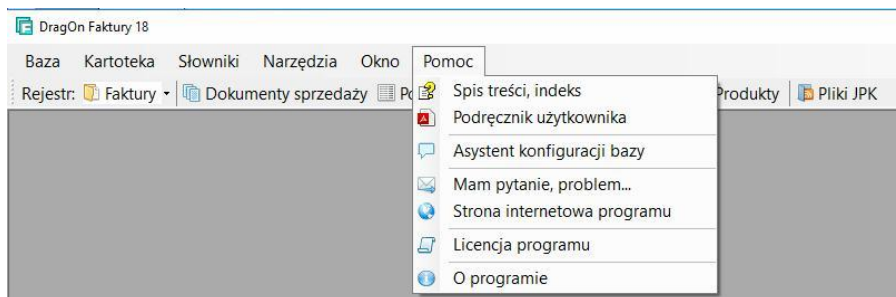 DragOn Faktury 18
Baza Kartoteka Słowniki Narzędzia Okno Pomoc
Rejestr: Faktury Dokumenty sprzedaży Produkty Pliki JPK
Spis treści, indeks
Podręcznik użytkownika
Asystent konfiguracji bazy
Mam pytanie, problem...
Strona internetowa programu
Licencja programu
O programie